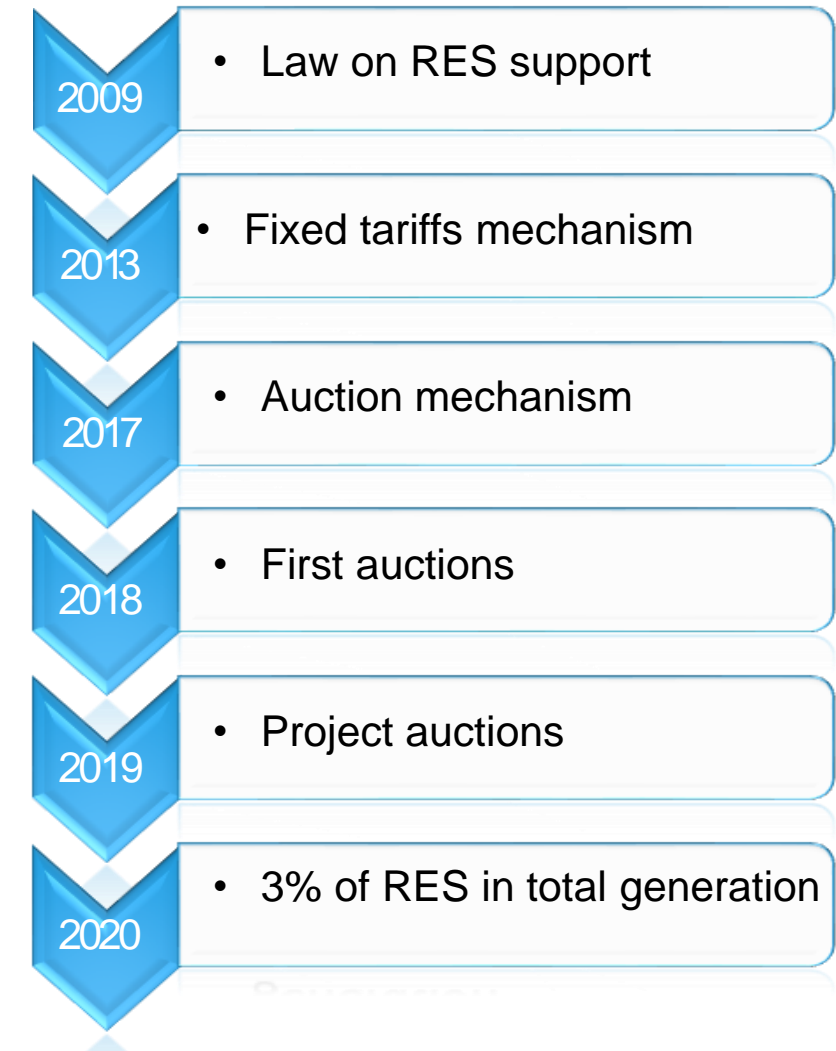 2009
• Law on RES support
2013
• Fixed tariffs mechanism
2017
• Auction mechanism
2018
• First auctions
2019
• Project auctions
2020
• 3% of RES in total generation